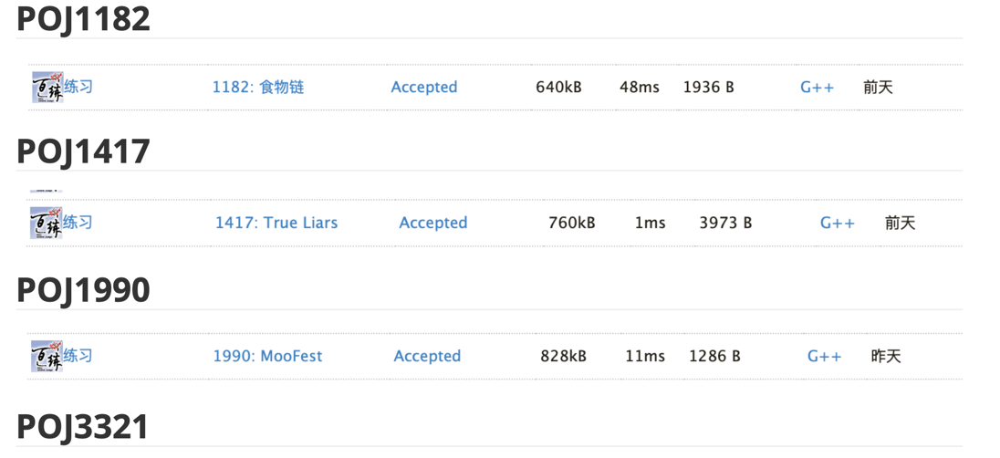 POJ1182
百练 练习 1182: 食物链 Accepted 640kB 48ms 1936 B G++ 前天
POJ1417
百练 练习 1417: True Liars Accepted 760kB 1ms 3973 B G++ 前天
POJ1990
百练 练习 1990: MooFest Accepted 828kB 11ms 1286 B G++ 昨天
POJ3321